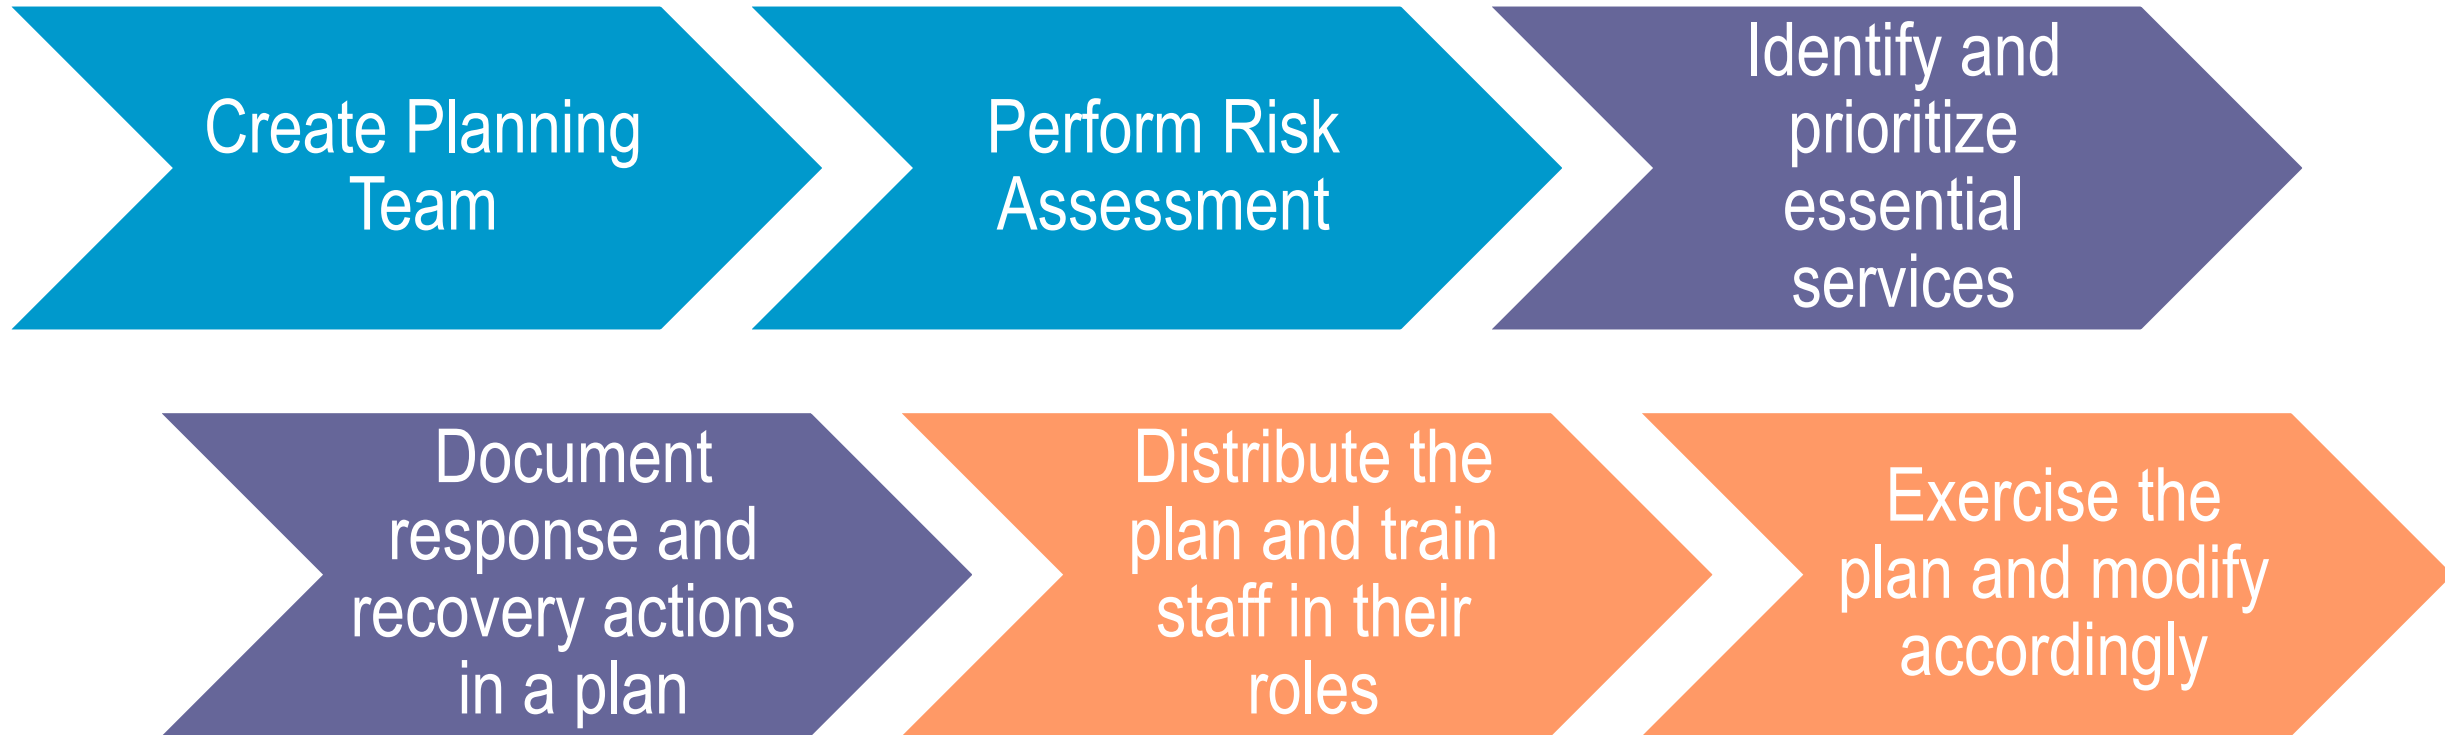 Create Planning
Team
Perform Risk
Assessment
Identify and
prioritize
essential
services
Document
response and
recovery actions
in a plan
Distribute the
plan and train
staff in their
roles
Exercise the
plan and modify
accordingly